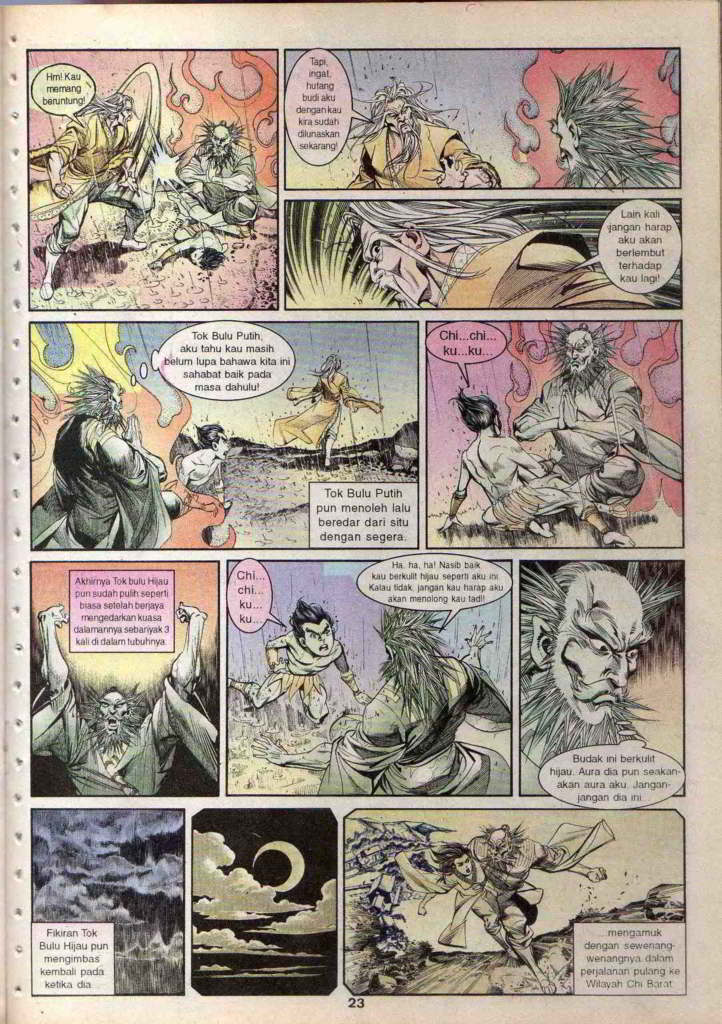 Hm! Kau
memang
beruntung!
Tapi,
ingat,
hutang
budi aku
dengan kau
kira sudah
dilunaskan
sekarang!
Lain kali
jangan harap
aku akan
berlembut
terhadap
kau lagi!
Tok Bulu Putih,
aku tahu kau masih
belum lupa bahawa kita ini
sahabat baik pada
masa dahulu!
Tok Bulu Putih
pun menoleh lalu
beredar dari situ
dengan segera.
Chi...chi...
ku...ku...
Akhirnya Tok bulu Hijau
pun sudah pulih seperti
biasa setelah berjaya
mengedarkan kuasa
dalamannya sebanyak 3
kali di dalam tubuhnya.
Chi...
chi...
ku...
ku...
Ha, ha, ha! Nasib baik
kau berkulit hijau seperti aku ini.
Kalau tidak, jangan kau harap aku
akan menolong kau tadi!
Budak ini berkulit
hijau. Aura dia pun seakan-
akan aura aku. Jangan-
jangan dia ini...
Fikiran Tok
Bulu Hijau pun
mengimbas
kembali pada
ketika dia...
...mengamuk
dengan sewenang-
wenangnya dalam
perjalanan pulang ke
Wilayah Chi Barat.
23